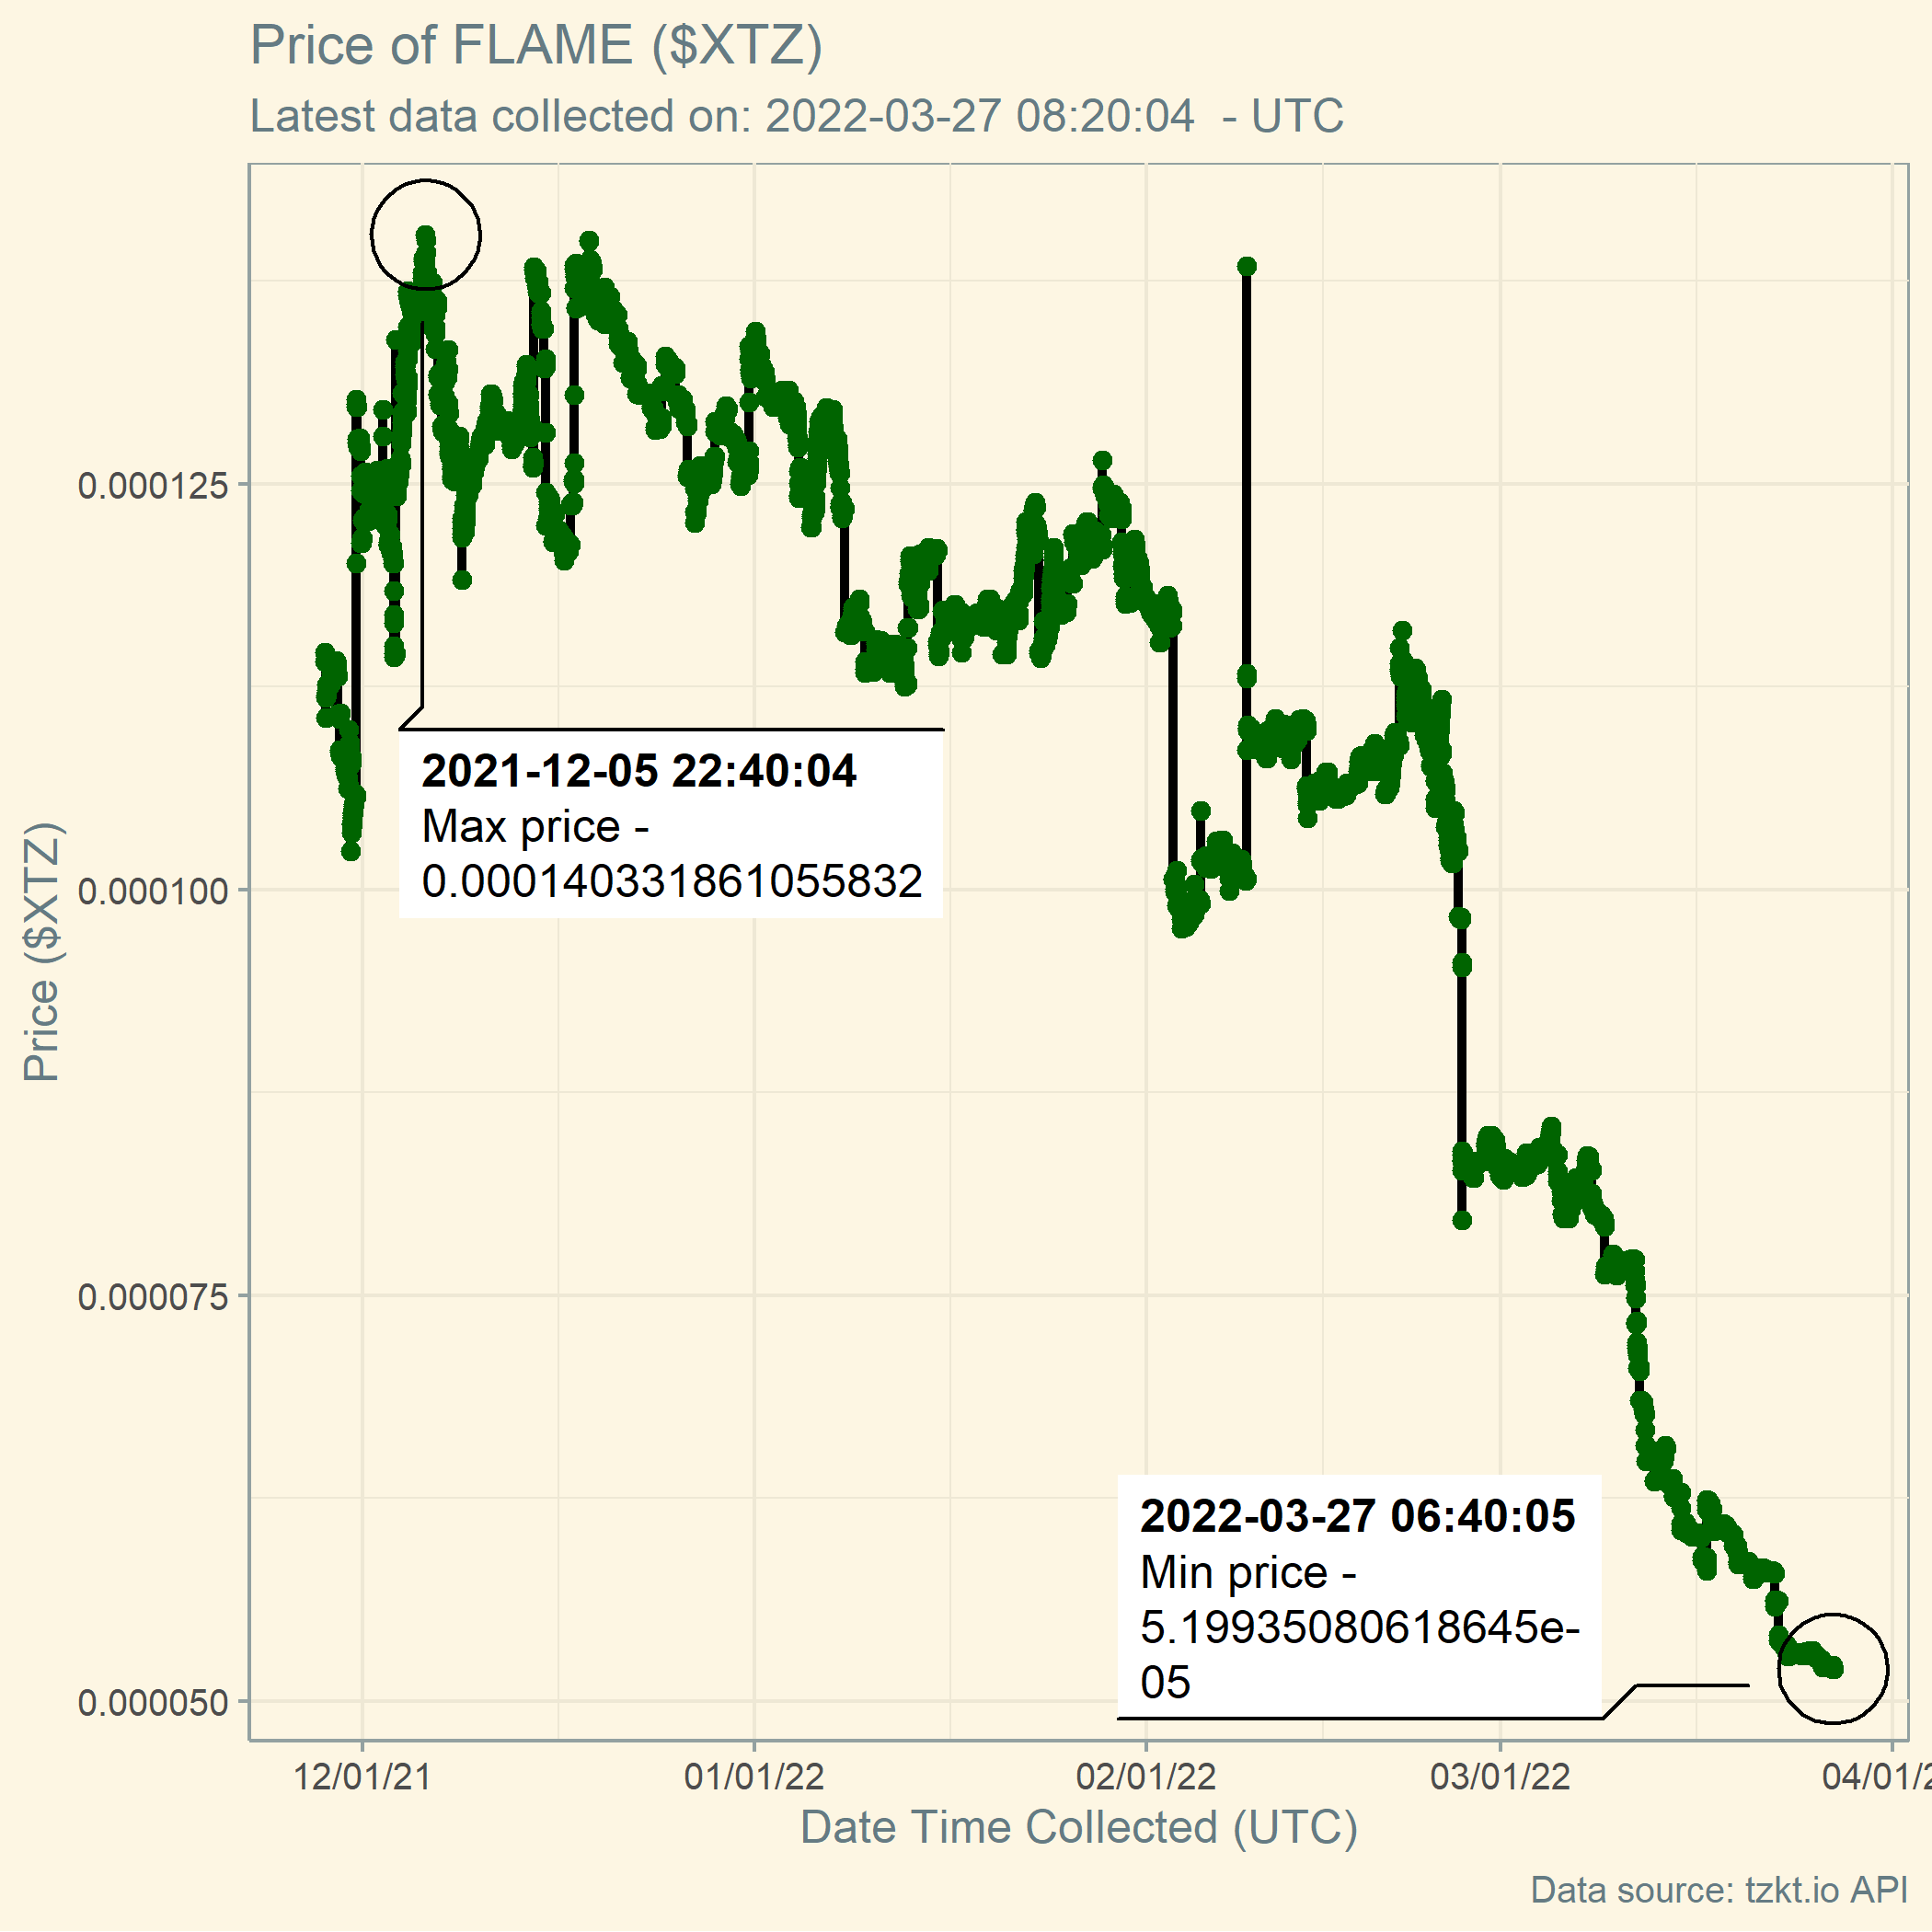 Price of FLAME ($XTZ)
Latest data collected on: 2022-03-27 08:20:04 - UTC
Price ($XTZ)
0.000125
0.000100
0.000075
0.000050
2021-12-05 22:40:04
Max price -
0.000140331861055832
2022-03-27 06:40:05
Min price -
5.19935080618645e-
05
12/01/21
01/01/22
02/01/22
03/01/22
04/01/2
Date Time Collected (UTC)
Data source: tzkt.io API